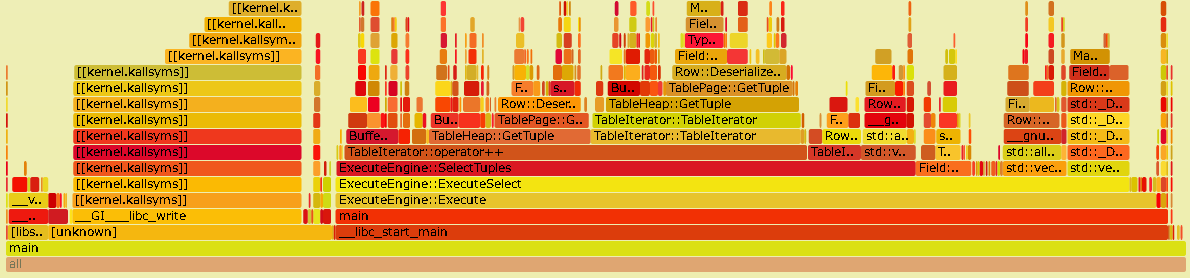 [[kernel.k.. M..
[[kernel.kall.. Fiel..
[[kernel.kallsym.. Typ..
[[kernel.kallsyms]] Field:.. Ma..
[[kernel.kallsyms]] Row::Deserialize.. Field..
[[kernel.kallsyms]] F.. s.. Bu.. TablePage::GetTuple Fi.. Row::..
[[kernel.kallsyms]] Row::Deser.. TableHeap::GetTuple Row.. Fi.. std::_D..
[[kernel.kallsyms]] Bu.. TablePage::G.. TableIterator::TableIterator F.. __g.. Row::.. std::_D..
[[kernel.kallsyms]] Buffe.. TableHeap::GetTuple TableIterator::TableIterator Row.. std::a.. s.. __gnu.. std::_D..
[[kernel.kallsyms]] TableIterator::operator++ TableI.. std::v.. T.. std::all.. std::_D..
[[kernel.kallsyms]] ExecuteEngine::SelectTuples Field:.. std::vec.. std::ve..
[[kernel.kallsyms]] ExecuteEngine::ExecuteSelect
__v.. [[kernel.kallsyms]] ExecuteEngine::Execute
__.. __GI___libc_write main
[libs.. [unknown] __libc_start_main
main
all